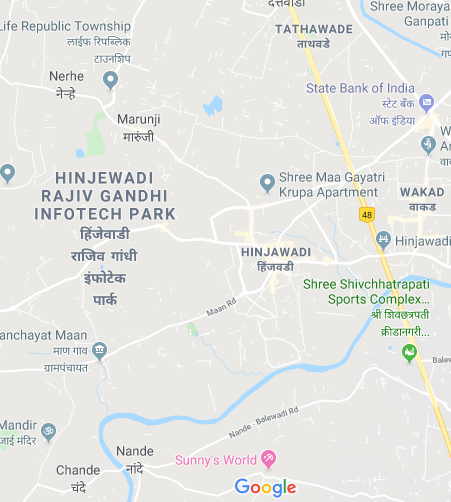 दत्तवाडी
Shree Moraya
Ganpati
Life Republic Township
लाईफ रिपब्लिक
टाउनशिप
TATHAWADE
ताथवडे
Nerhe
नेऱ्हे
State Bank of India
स्टेट बँक
ऑफ इंडिया
Marunji
मारुंजी
HINJEWADI
RAJIV GANDHI
INFOTECH PARK
हिंजेवाडी
राजिव गांधी
इंफोटेक
पार्क
Shree Maa Gayatri
Krupa Apartment
WAKAD
वाकड
48
Hinjawadi
HINJAWADI
हिंजवडी
Shree Shivchhatrapati
Sports Complex...
श्री शिवछत्रपती
क्रीडानगरी...
Maan Rd
anchayat Maan
माण गाव
ग्रामपंचायत
Balew
Nande - Balewadi Rd
Mandir
जाई मंदिर
Nande
नांदे
Chande
चंदे
Sunny's World
Google